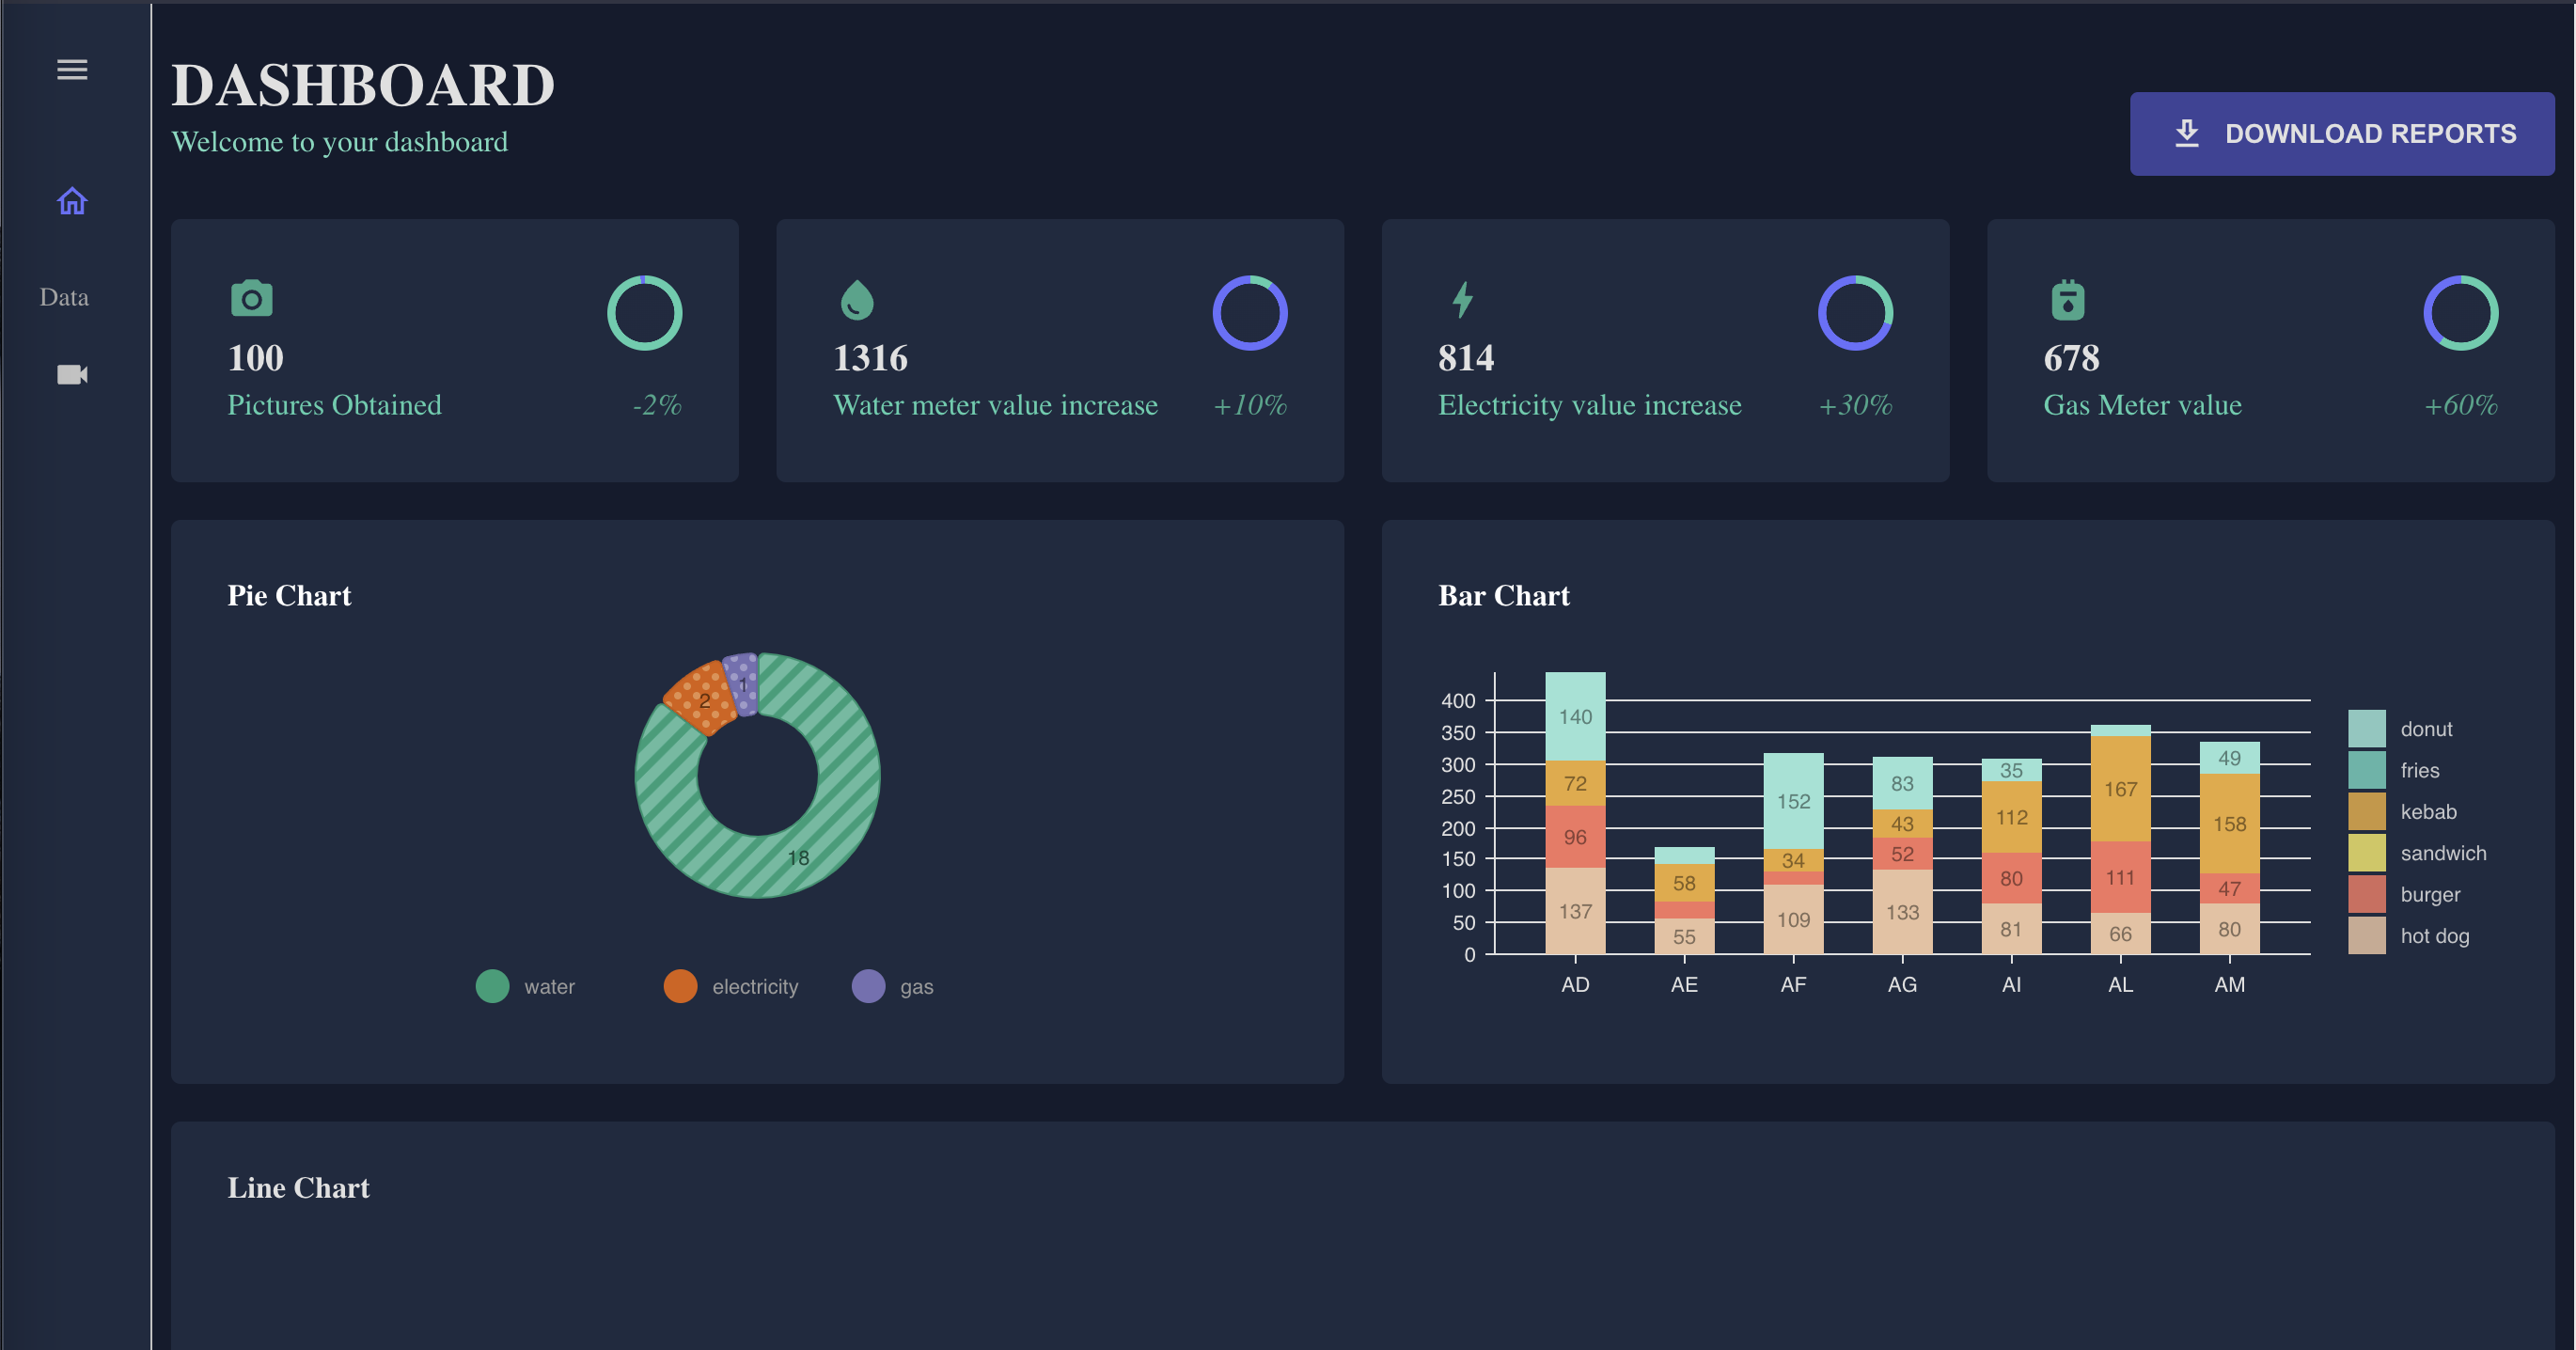 DASHBOARD
Welcome to your dashboard
DOWNLOAD REPORTS
Data
100
Pictures Obtained
-2%
1316
Water meter value increase
+10%
814
Electricity value increase
+30%
678
Gas Meter value
+60%
Pie Chart
1
2
18
water
electricity
gas
Bar Chart
400
350
300
250
200
150
100
50
0
140
72
96
137
58
55
152
34
109
83
43
52
133
35
112
80
81
167
111
66
49
158
47
80
AD
AE
AF
AG
AI
AL
AM
donut
fries
kebab
sandwich
burger
hot dog
Line Chart